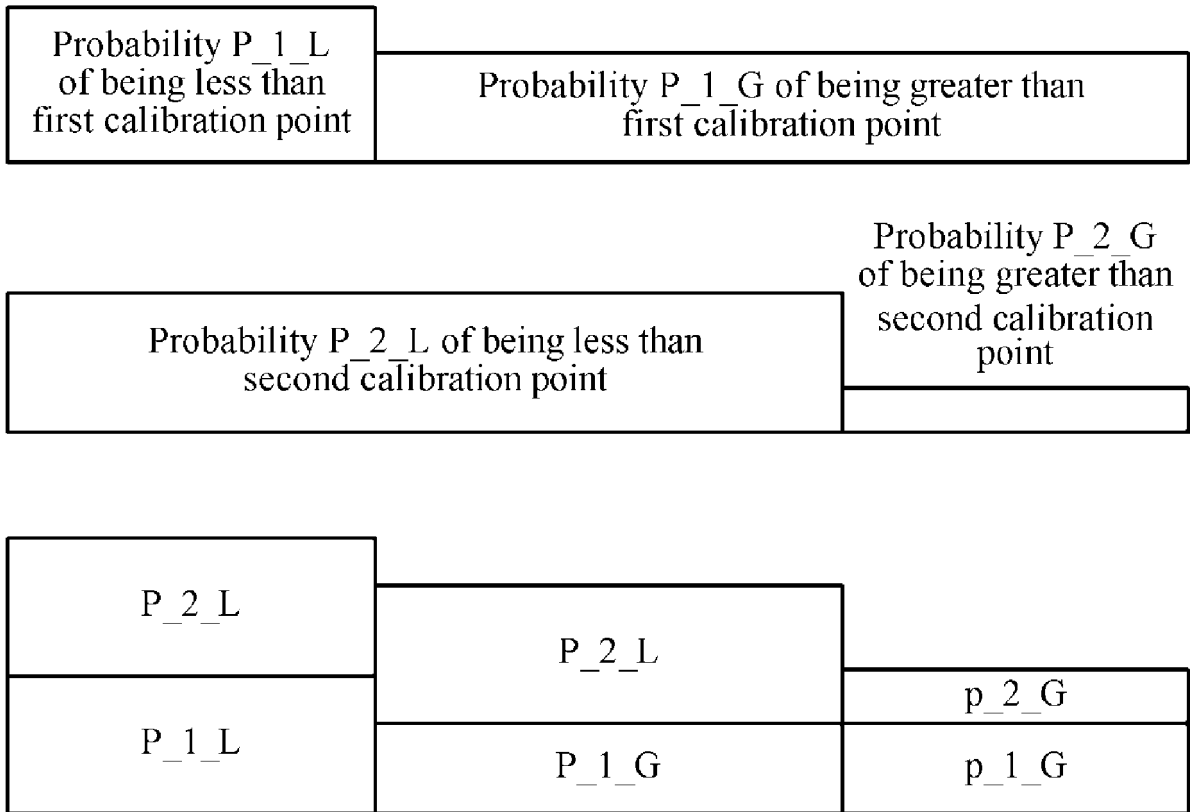 Probability P_1_L
of being less than
first calibration point
Probability P_1_G of being greater than
first calibration point
Probability P_2_G
of being greater than
second calibration
point
Probability P_2_L of being less than
second calibration point
P_2_L
P_2_L
p_2_G
P_1_L
P_1_G
p_1_G